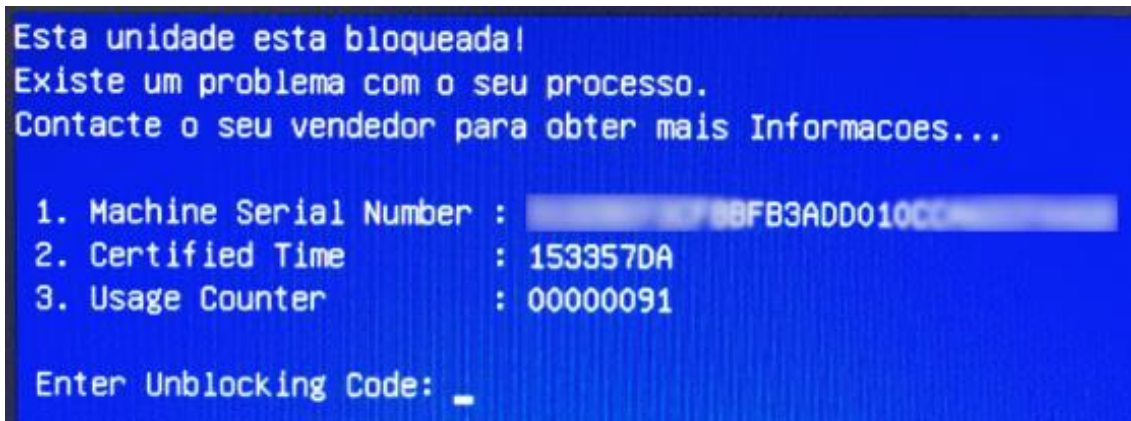 Esta unidade esta bloqueada!
Existe um problema com o seu processo.
Contacte o seu vendedor para obter mais Informacoes...
1. Machine Serial Number :
2. Certified Time : 153357DA
3. Usage Counter : 00000091
Enter Unblocking Code: _